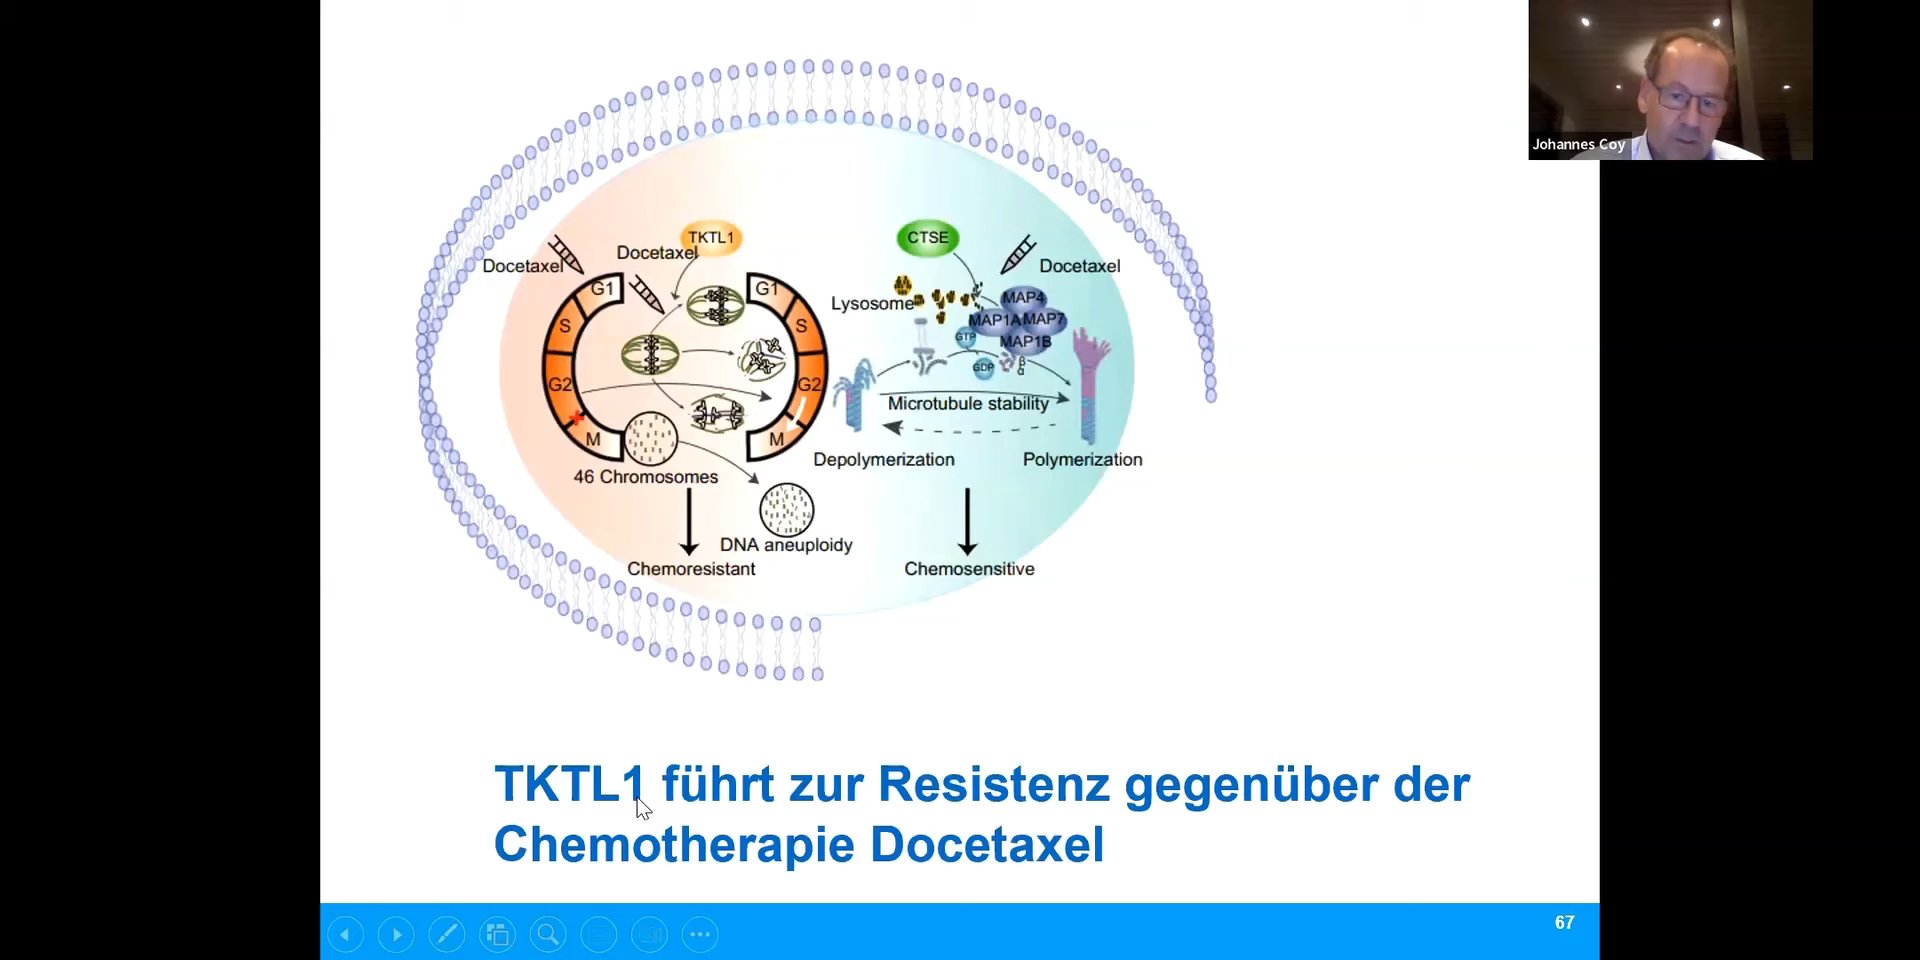 Johannes Coy
TKTL1
CTSE
Docetaxel
Docetaxel
Docetaxel
G1
G1
Lysosome
MAP4
MAP1A
MAP7
MAP1B
S
S
GTP
GDP
β
α
G2
G2
Microtubule stability
M
M
Depolymerization
Polymerization
46 Chromosomes
DNA aneuploidy
Chemoresistant
Chemosensitive
TKTL1 führt zur Resistenz gegenüber der
Chemotherapie Docetaxel
67